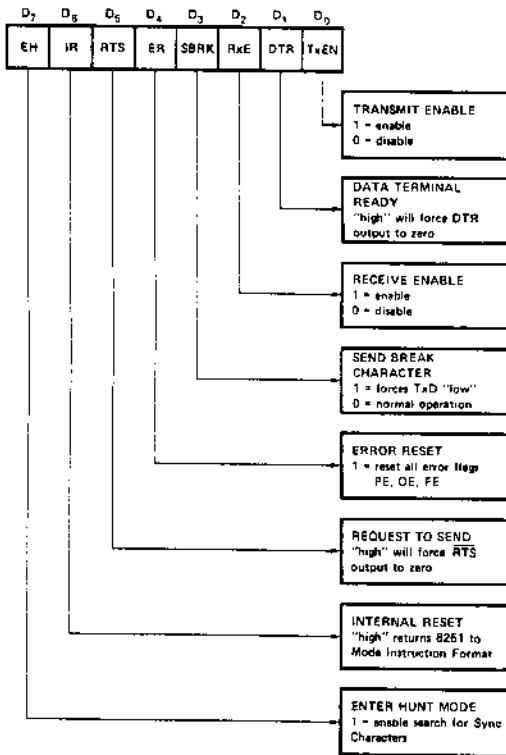 D7 D6 D5 D4 D3 D2 D1 D0
EH IR RTS ER SBRK RxE DTR TxEN
TRANSMIT ENABLE
1 = enable
0 = disable
DATA TERMINAL
READY
"high" will force DTR
output to zero
RECEIVE ENABLE
1 = enable
0 = disable
SEND BREAK
CHARACTER
1 = forces TxD "low"
0 = normal operation
ERROR RESET
1 = reset all error flags
PE, OE, FE
REQUEST TO SEND
"high" will force RTS
output to zero
INTERNAL RESET
"high" returns 8251 to
Mode Instruction Format
ENTER HUNT MODE
1 = enable search for Sync
Characters